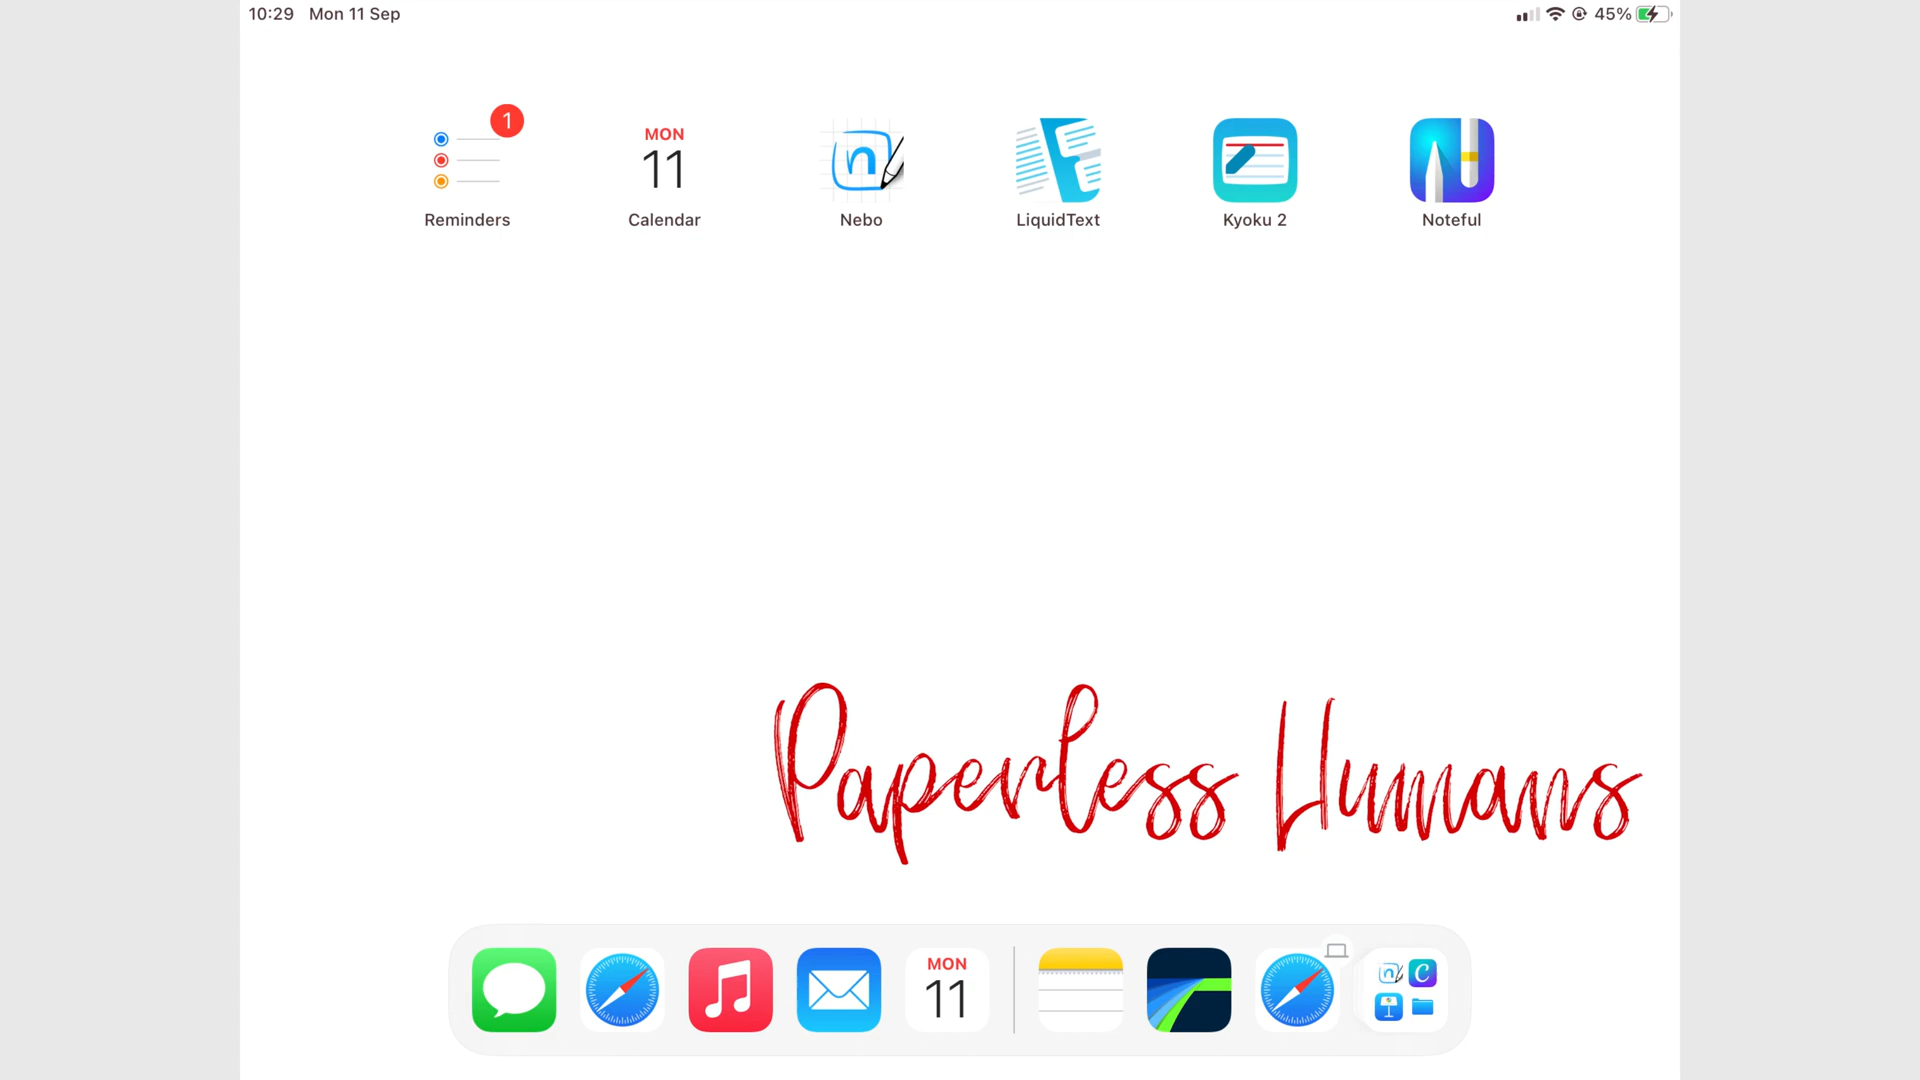 10:29 Mon 11 Sep 45%
1
MON
11
n
Reminders Calendar Nebo LiquidText Kyoku 2 Noteful
Paperless Humans
MON
11
n C